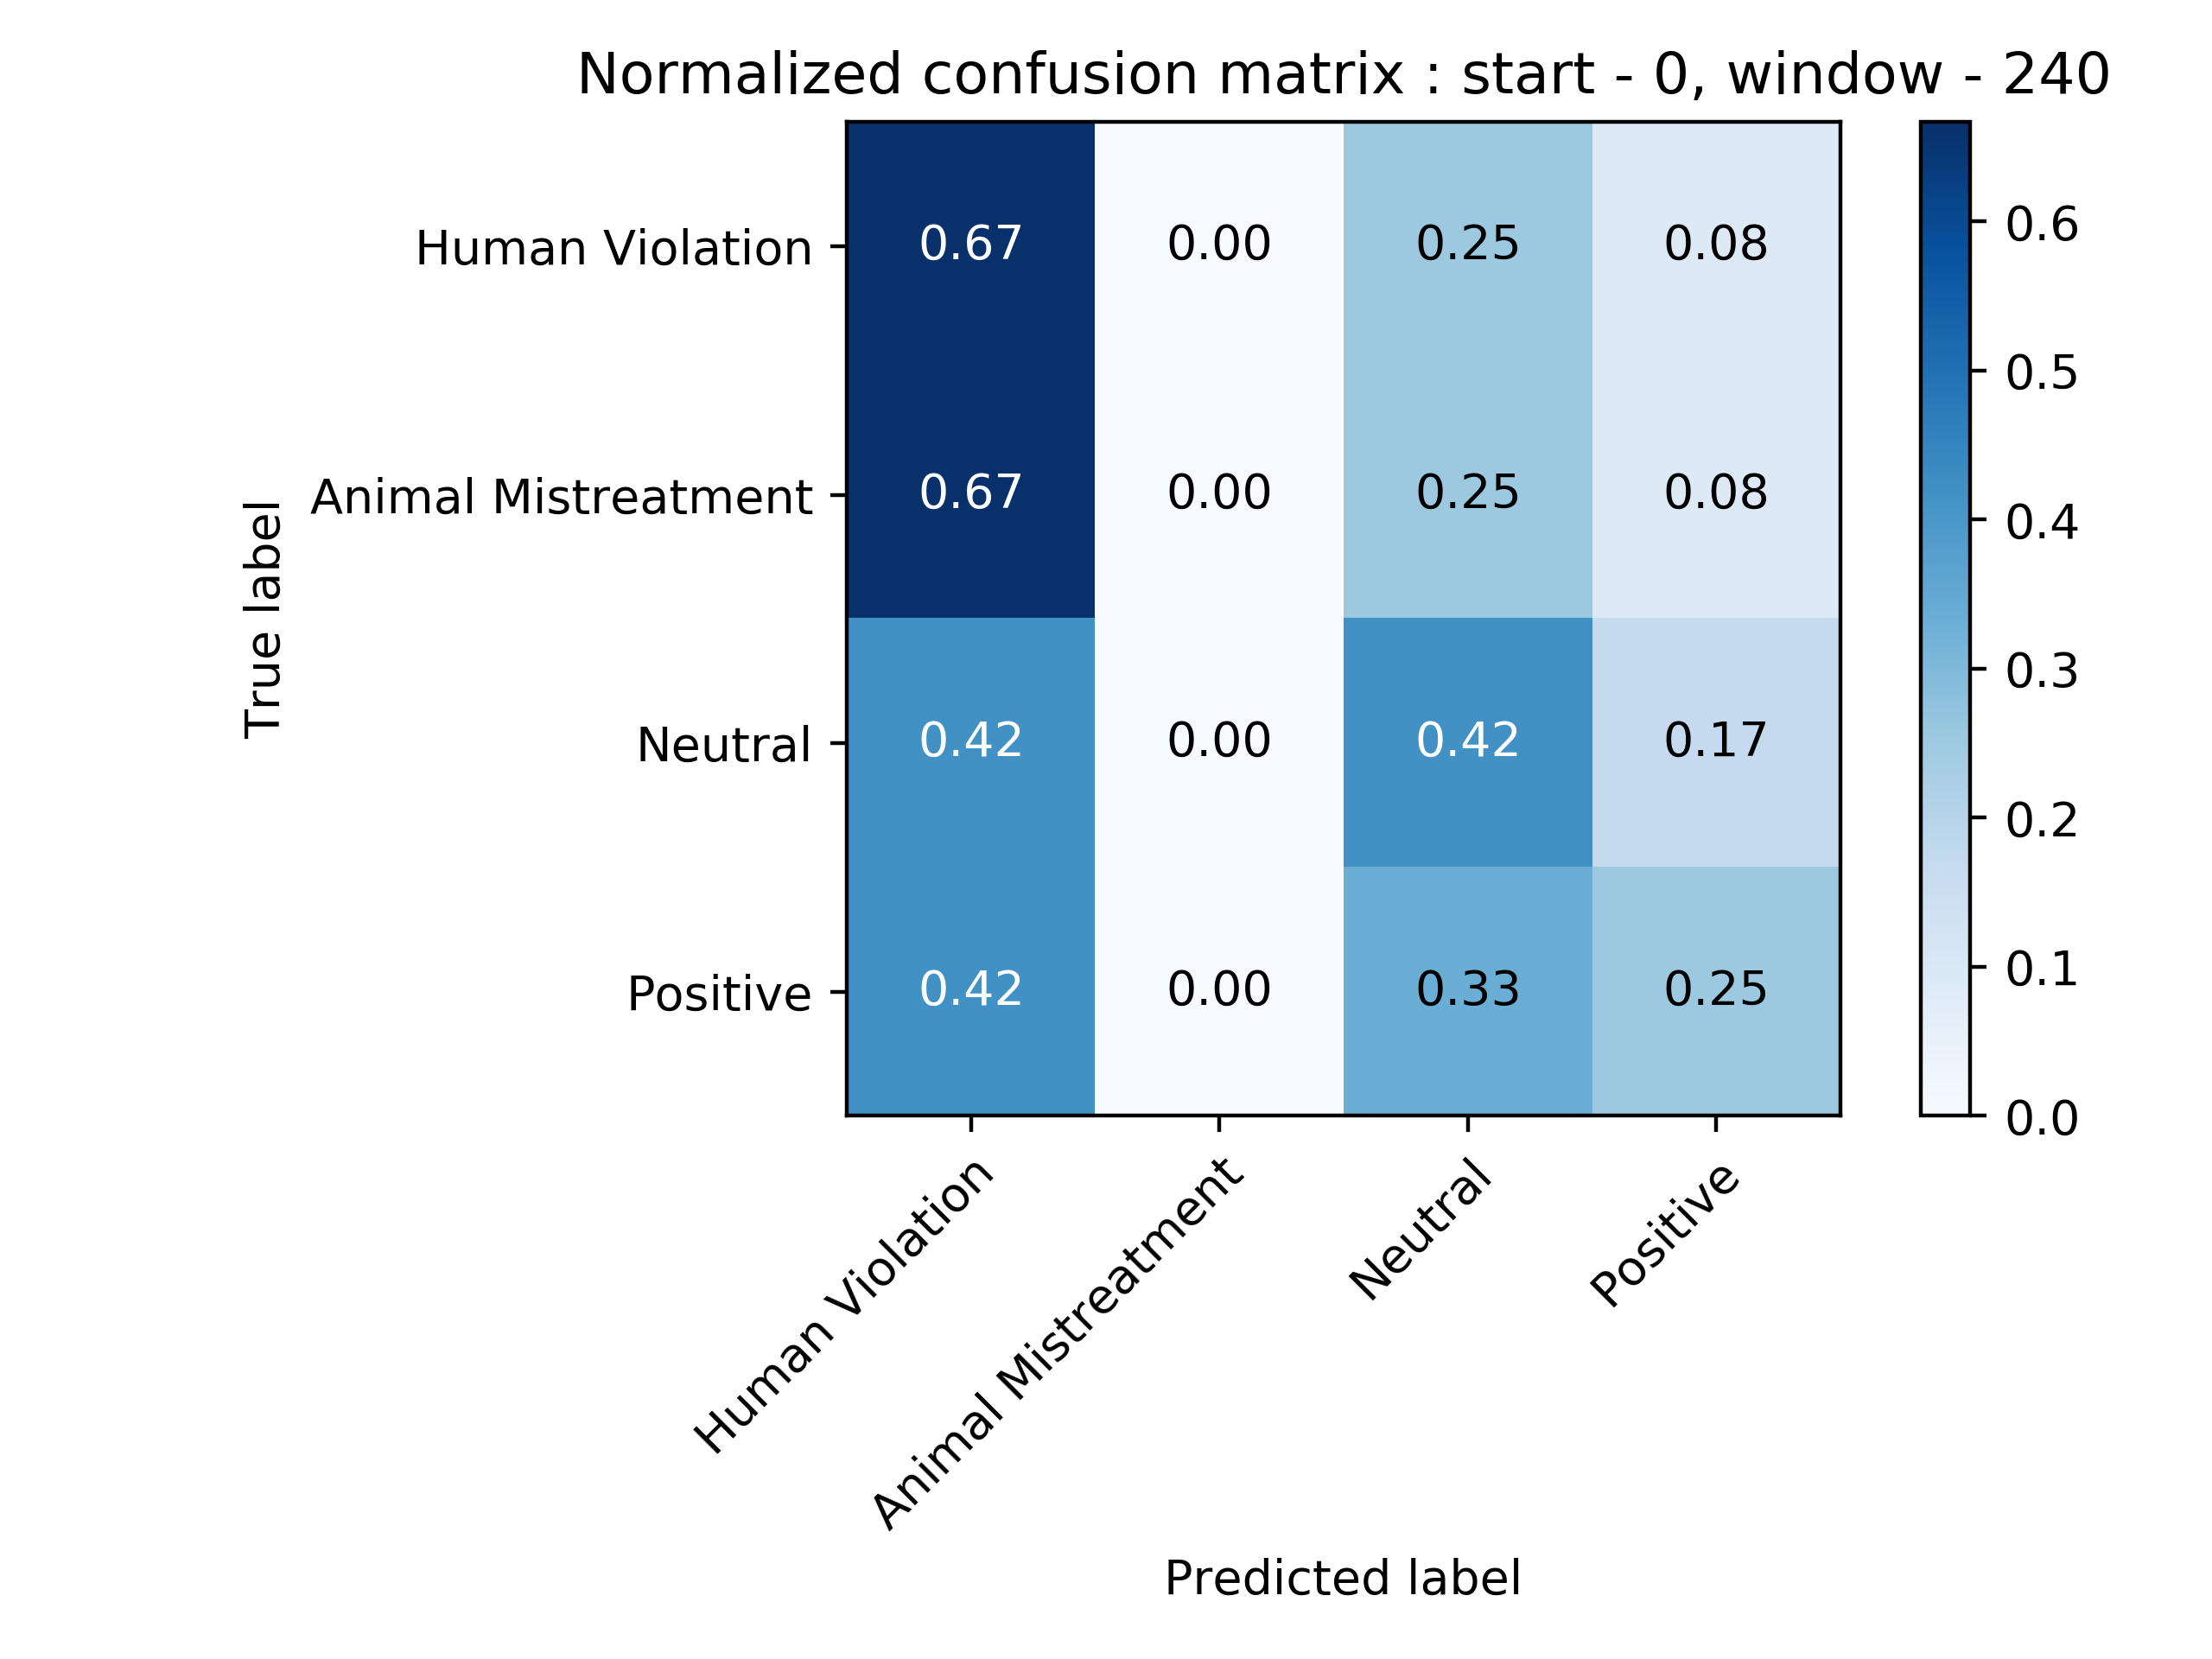 Normalized confusion matrix : start - 0, window - 240
True label
Human Violation
Animal Mistreatment
Neutral
Positive
0.67 0.00 0.25 0.08
0.67 0.00 0.25 0.08
0.42 0.00 0.42 0.17
0.42 0.00 0.33 0.25
0.6
0.5
0.4
0.3
0.2
0.1
0.0
Human Violation
Animal Mistreatment
Neutral
Positive
Predicted label